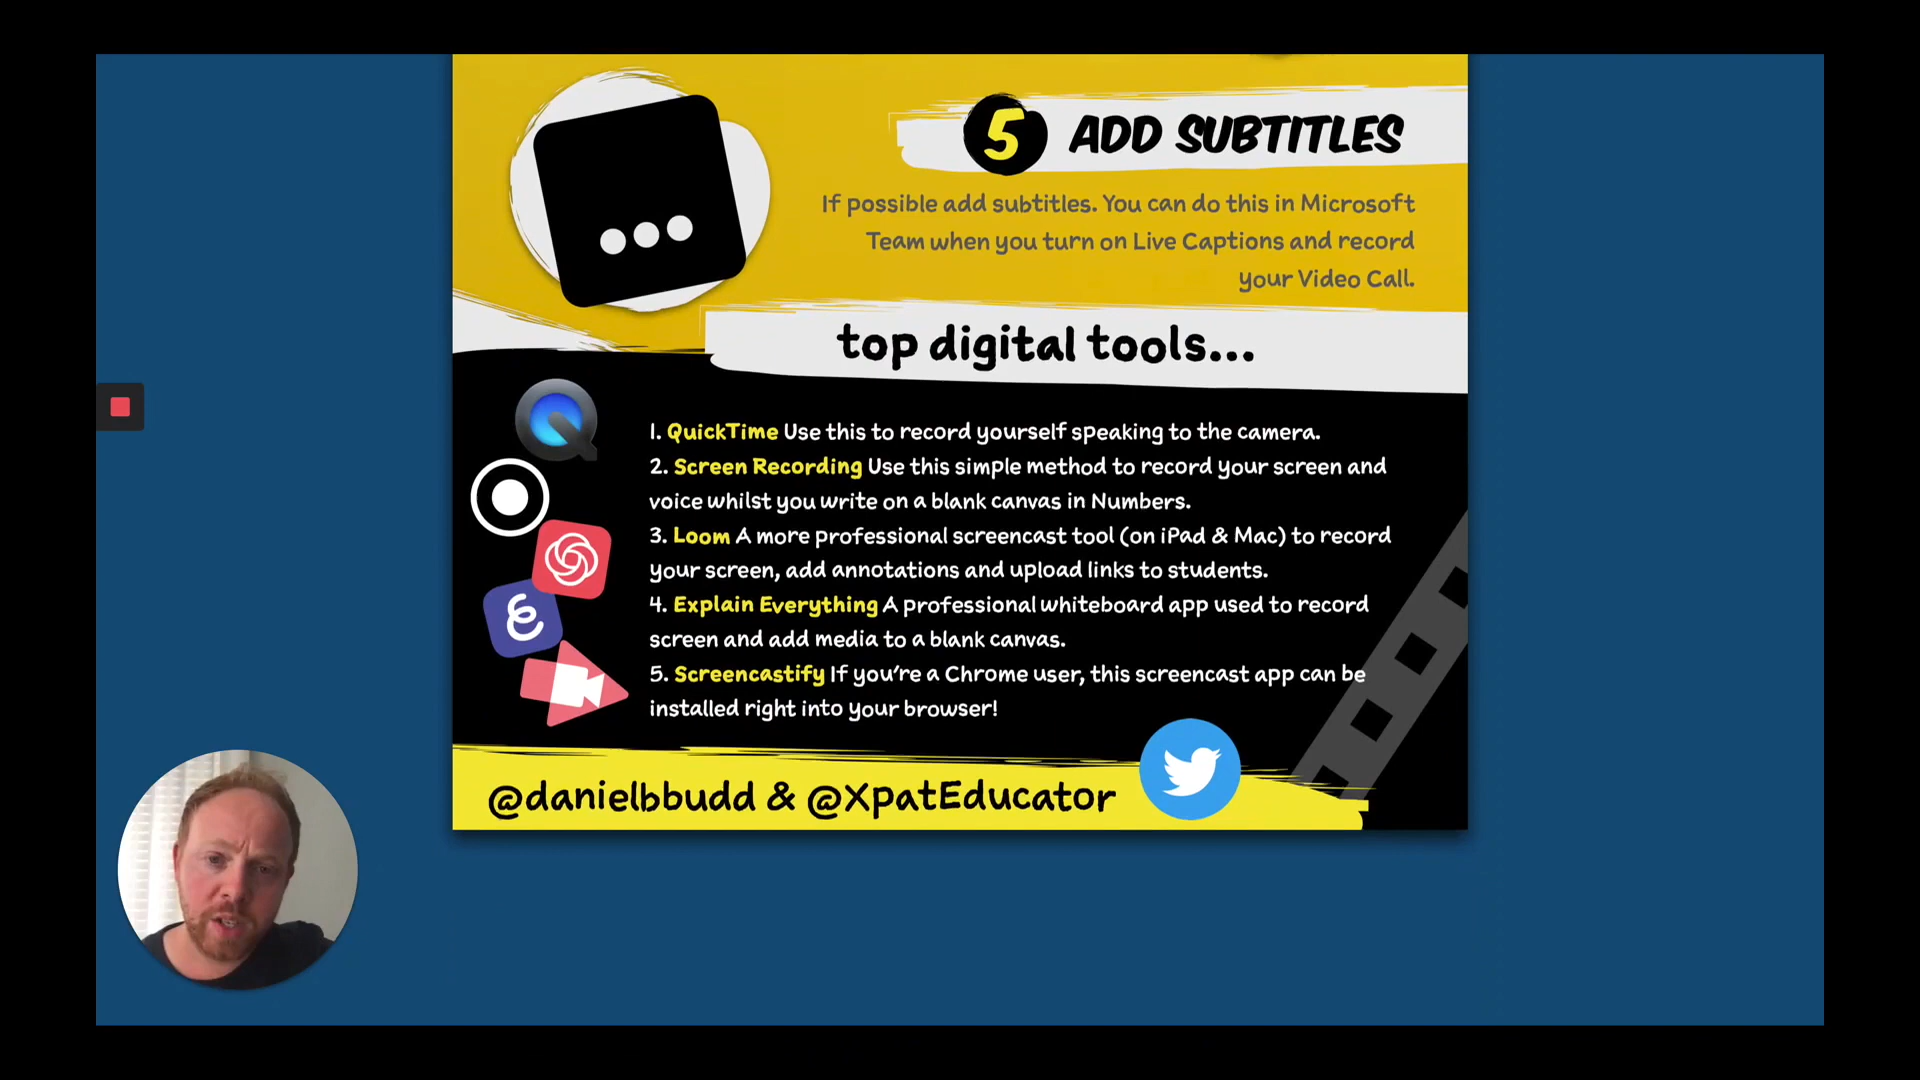 5 ADD SUBTITLES
If possible add subtitles. You can do this in Microsoft
Team when you turn on Live Captions and record
your Video Call.
top digital tools...
1. QuickTime Use this to record yourself speaking to the camera.
2. Screen Recording Use this simple method to record your screen and
voice whilst you write on a blank canvas in Numbers.
3. Loom A more professional screencast tool (on iPad & Mac) to record
your screen, add annotations and upload links to students.
4. Explain Everything A professional whiteboard app used to record
screen and add media to a blank canvas.
5. Screencastify If you're a Chrome user, this screencast app can be
installed right into your browser!
@danielbbudd & @XpatEducator